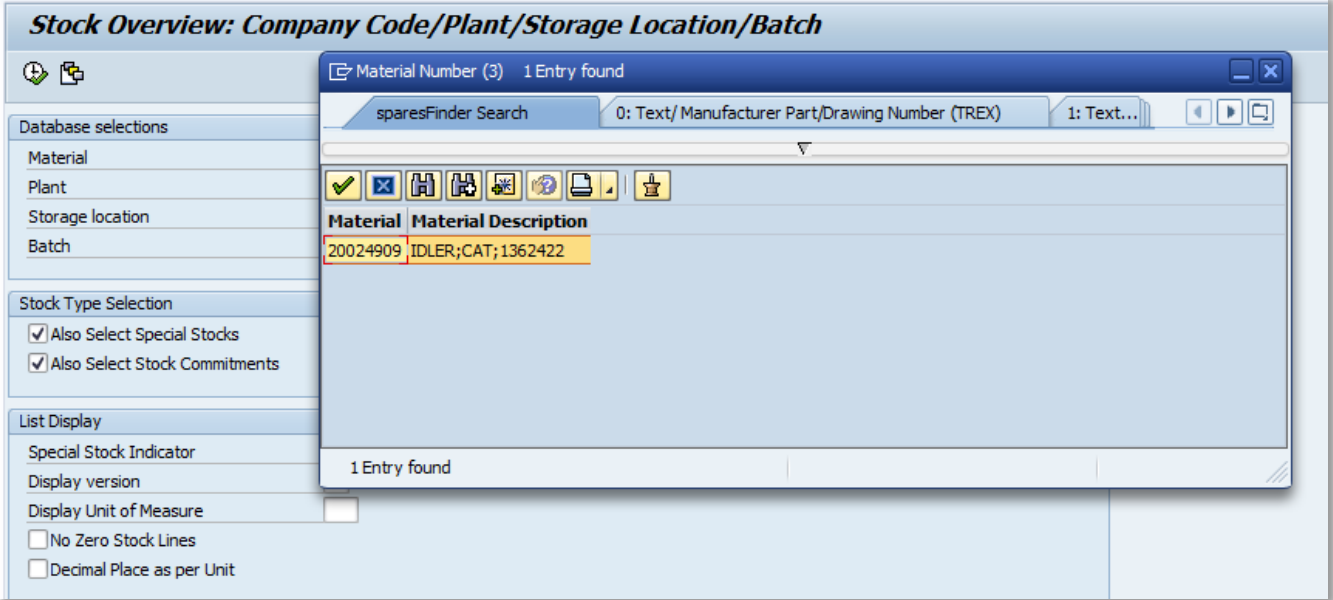 Stock Overview: Company Code/Plant/Storage Location/Batch
Material Number (3) 1 Entry found
sparesFinder Search
0: Text/ Manufacturer Part/Drawing Number (TREX)
1: Text...
Database selections
Material
Plant
Storage location
Batch
Material Material Description
20024909 IDLER;CAT;1362422
Stock Type Selection
Also Select Special Stocks
Also Select Stock Commitments
List Display
Special Stock Indicator
Display version
Display Unit of Measure
No Zero Stock Lines
Decimal Place as per Unit
1 Entry found